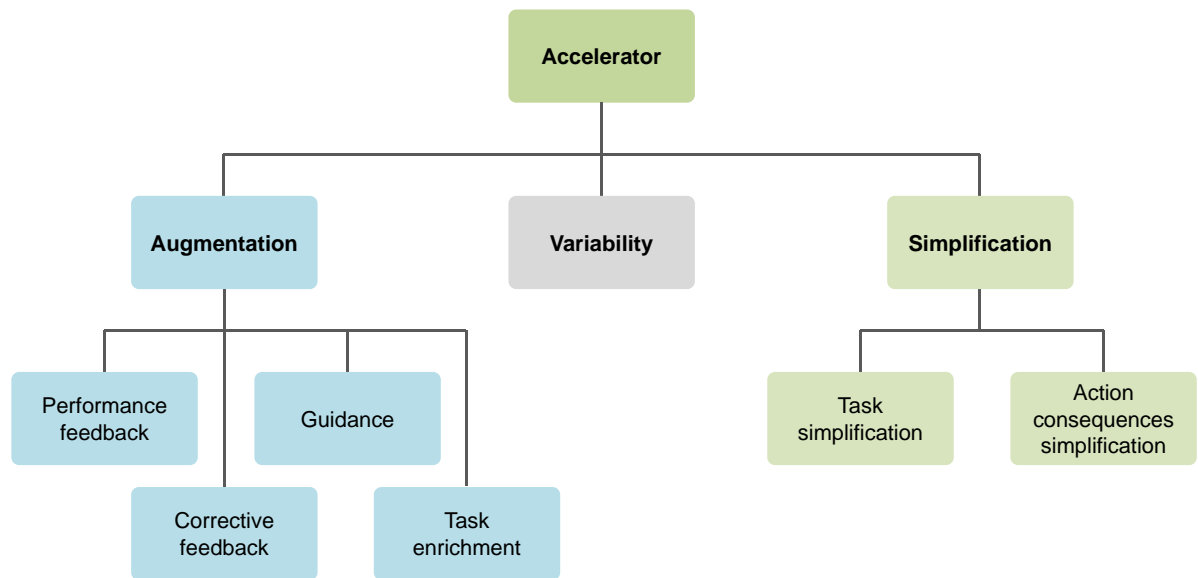 Accelerator
Augmentation
Variability
Simplification
Performance
feedback
Guidance
Task
simplification
Action
consequences
simplification
Corrective
feedback
Task
enrichment